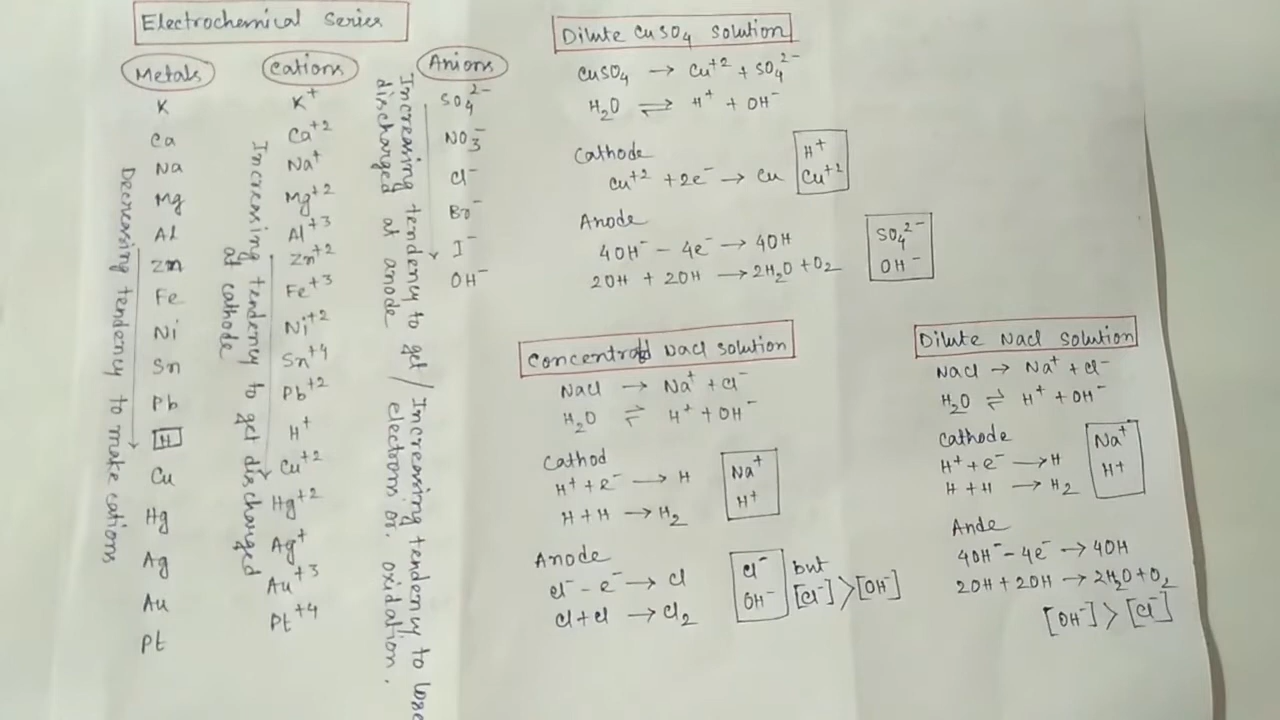 Electrochemical Series
Metals
K
Ca
Na
Mg
Al
Zn
Fe
Ni
Sn
Pb
H
Cu
Hg
Ag
Au
Pt
Decreasing tendency to make cations
Cations
K⁺
Ca⁺²
Na⁺
Mg⁺²
Al⁺³
Zn⁺²
Fe⁺³
Ni⁺²
Sn⁺⁴
Pb⁺²
H⁺
Cu⁺²
Hg⁺²
Ag⁺
Au⁺³
Pt⁺⁴
Increasing tendency to get discharged
at cathode
Anions
SO₄²⁻
NO₃⁻
Cl⁻
Br⁻
I⁻
OH⁻
Increasing tendency to get / Increasing tendency to lose
discharged at anode / electrons or. oxidation.
Dilute CuSO₄ solution
CuSO₄ → Cu⁺² + SO₄²⁻
H₂O ⇌ H⁺ + OH⁻
Cathode
Cu⁺² + 2e⁻ → Cu
H⁺
Cu⁺²
Anode
4OH⁻ − 4e⁻ → 4OH
2OH + 2OH → 2H₂O + O₂
SO₄²⁻
OH⁻
Concentrated NaCl solution
NaCl → Na⁺ + Cl⁻
H₂O ⇌ H⁺ + OH⁻
Cathod
H⁺ + e⁻ → H
H + H → H₂
Na⁺
H⁺
Anode
Cl⁻ − e⁻ → Cl
Cl + Cl → Cl₂
Cl⁻
OH⁻
but
[Cl⁻] > [OH⁻]
Dilute NaCl solution
NaCl → Na⁺ + Cl⁻
H₂O ⇌ H⁺ + OH⁻
Cathode
H⁺ + e⁻ → H
H + H → H₂
Na⁺
H⁺
Ande
4OH⁻ − 4e⁻ → 4OH
2OH + 2OH → 2H₂O + O₂
[OH⁻] > [Cl⁻]